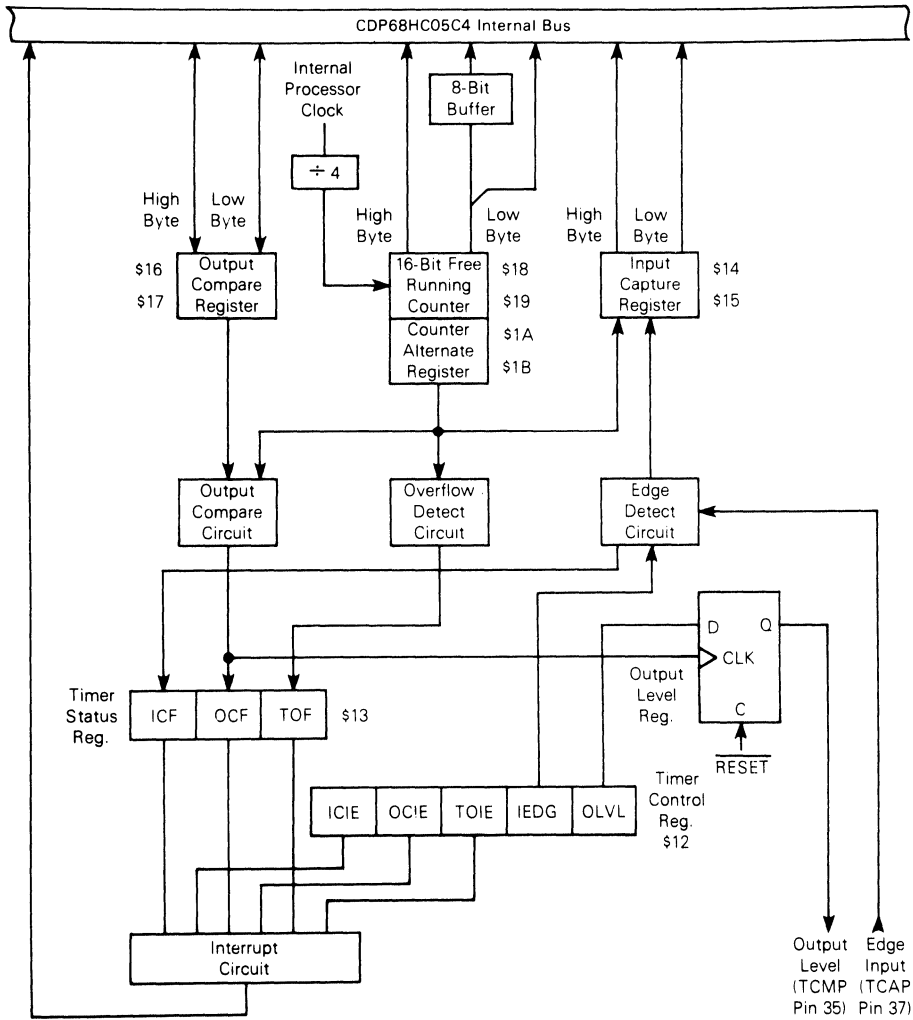 CDP68HC05C4 Internal Bus
Internal
Processor
Clock
8-Bit
Buffer
÷ 4
High
Byte
Low
Byte
High
Byte
Low
Byte
High
Byte
Low
Byte
$16
$17
Output
Compare
Register
16-Bit Free
Running
Counter
$18
$19
Counter
Alternate
Register
$1A
$1B
Input
Capture
Register
$14
$15
Output
Compare
Circuit
Overflow
Detect
Circuit
Edge
Detect
Circuit
D
Q
CLK
C
Output
Level
Reg.
RESET
Timer
Status
Reg.
ICF
OCF
TOF
$13
ICIE
OCIE
TOIE
IEDG
OLVL
Timer
Control
Reg.
$12
Interrupt
Circuit
Output
Level
(TCMP
Pin 35)
Edge
Input
(TCAP
Pin 37)